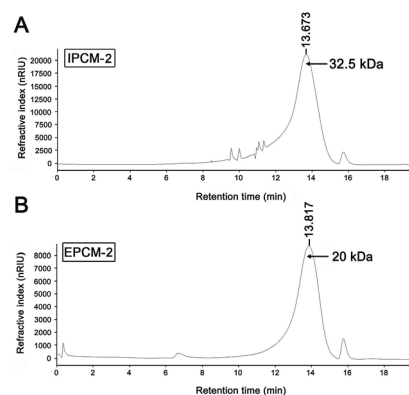 A
IPCM-2
13.673
32.5 kDa
Refractive index (nRIU)
20000
17500
15000
12500
10000
7500
5000
2500
0
0 2 4 6 8 10 12 14 16 18
Retention time (min)
B
EPCM-2
13.817
20 kDa
Refractive index (nRIU)
8000
7000
6000
5000
4000
3000
2000
1000
0
0 2 4 6 8 10 12 14 16 18
Retention time (min)